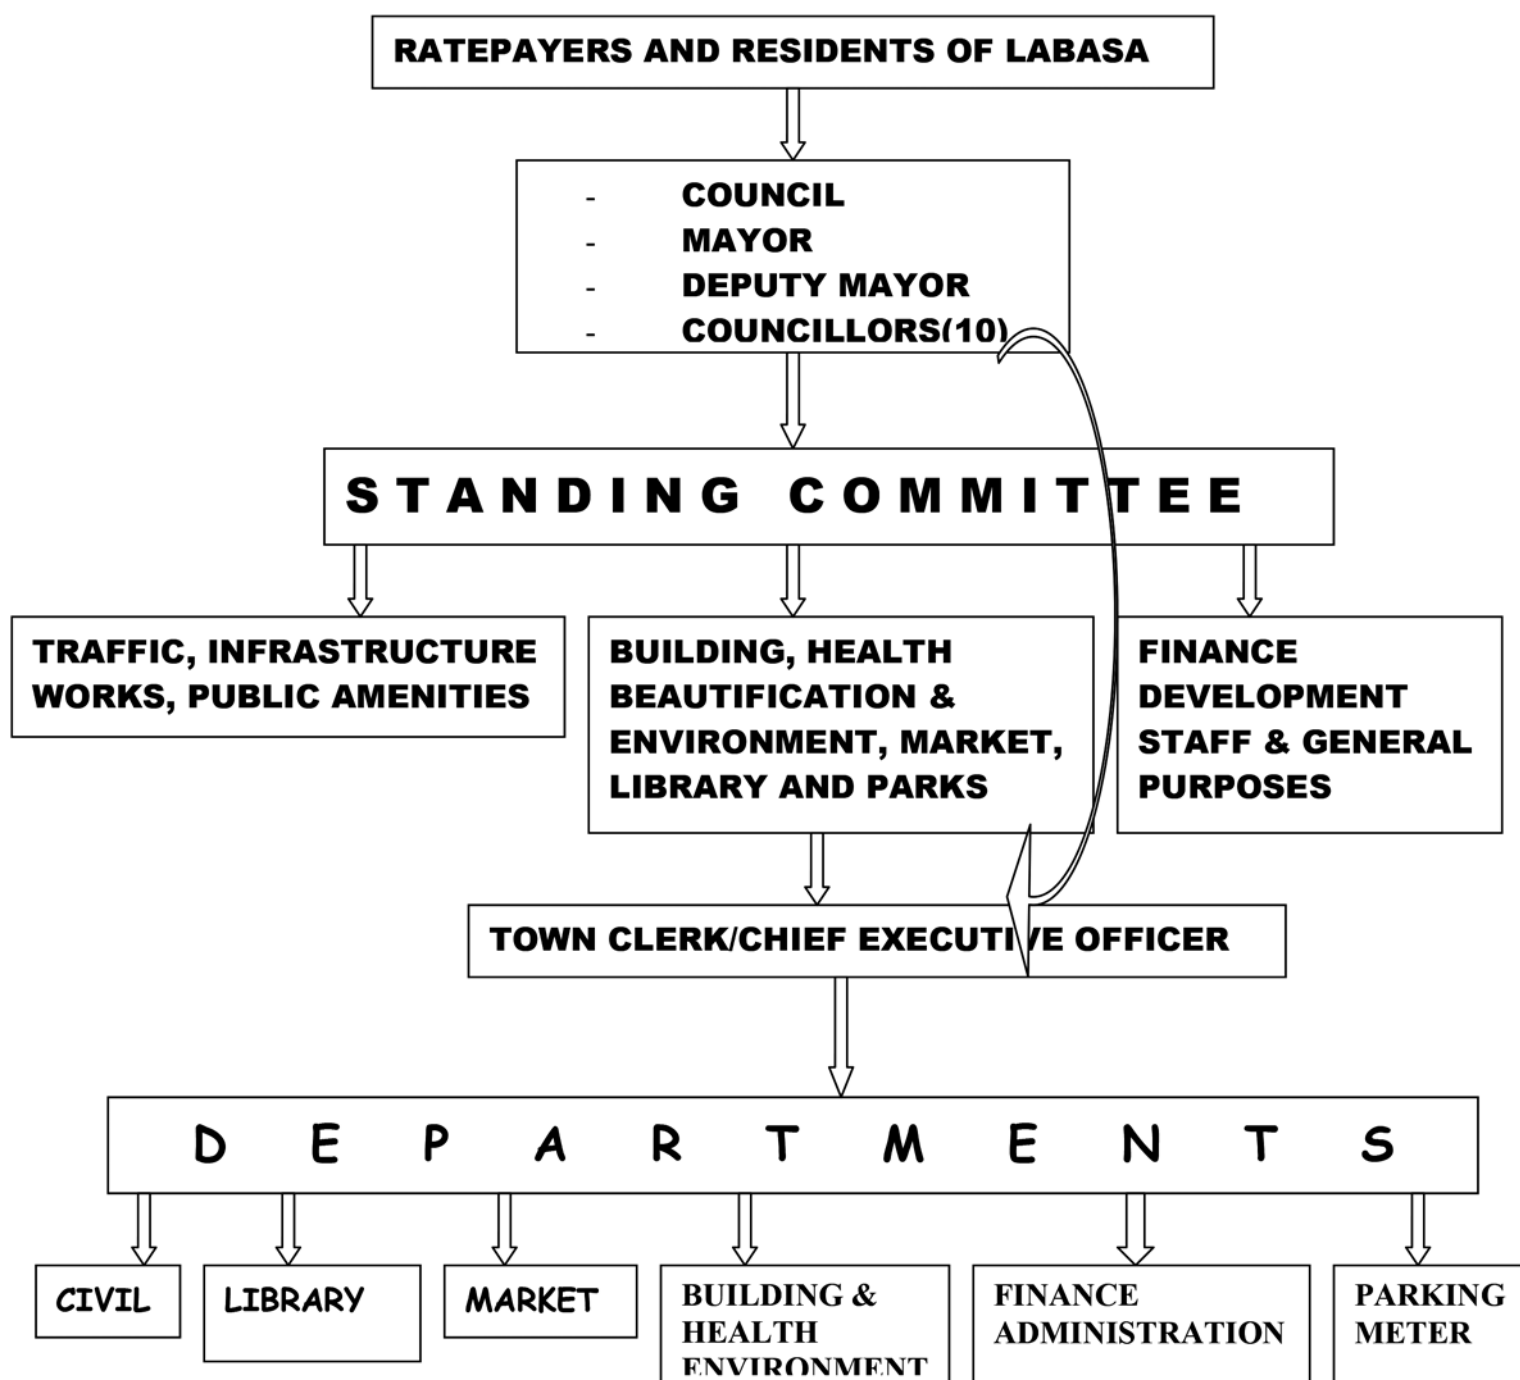 RATEPAYERS AND RESIDENTS OF LABASA
- COUNCIL
- MAYOR
- DEPUTY MAYOR
- COUNCILLORS(10)
STANDING COMMITTEE
TRAFFIC, INFRASTRUCTURE
WORKS, PUBLIC AMENITIES
BUILDING, HEALTH
BEAUTIFICATION &
ENVIRONMENT, MARKET,
LIBRARY AND PARKS
FINANCE
DEVELOPMENT
STAFF & GENERAL
PURPOSES
TOWN CLERK/CHIEF EXECUTIVE OFFICER
DEPARTMENTS
CIVIL
LIBRARY
MARKET
BUILDING &
HEALTH
ENVIRONMENT
FINANCE
ADMINISTRATION
PARKING
METER